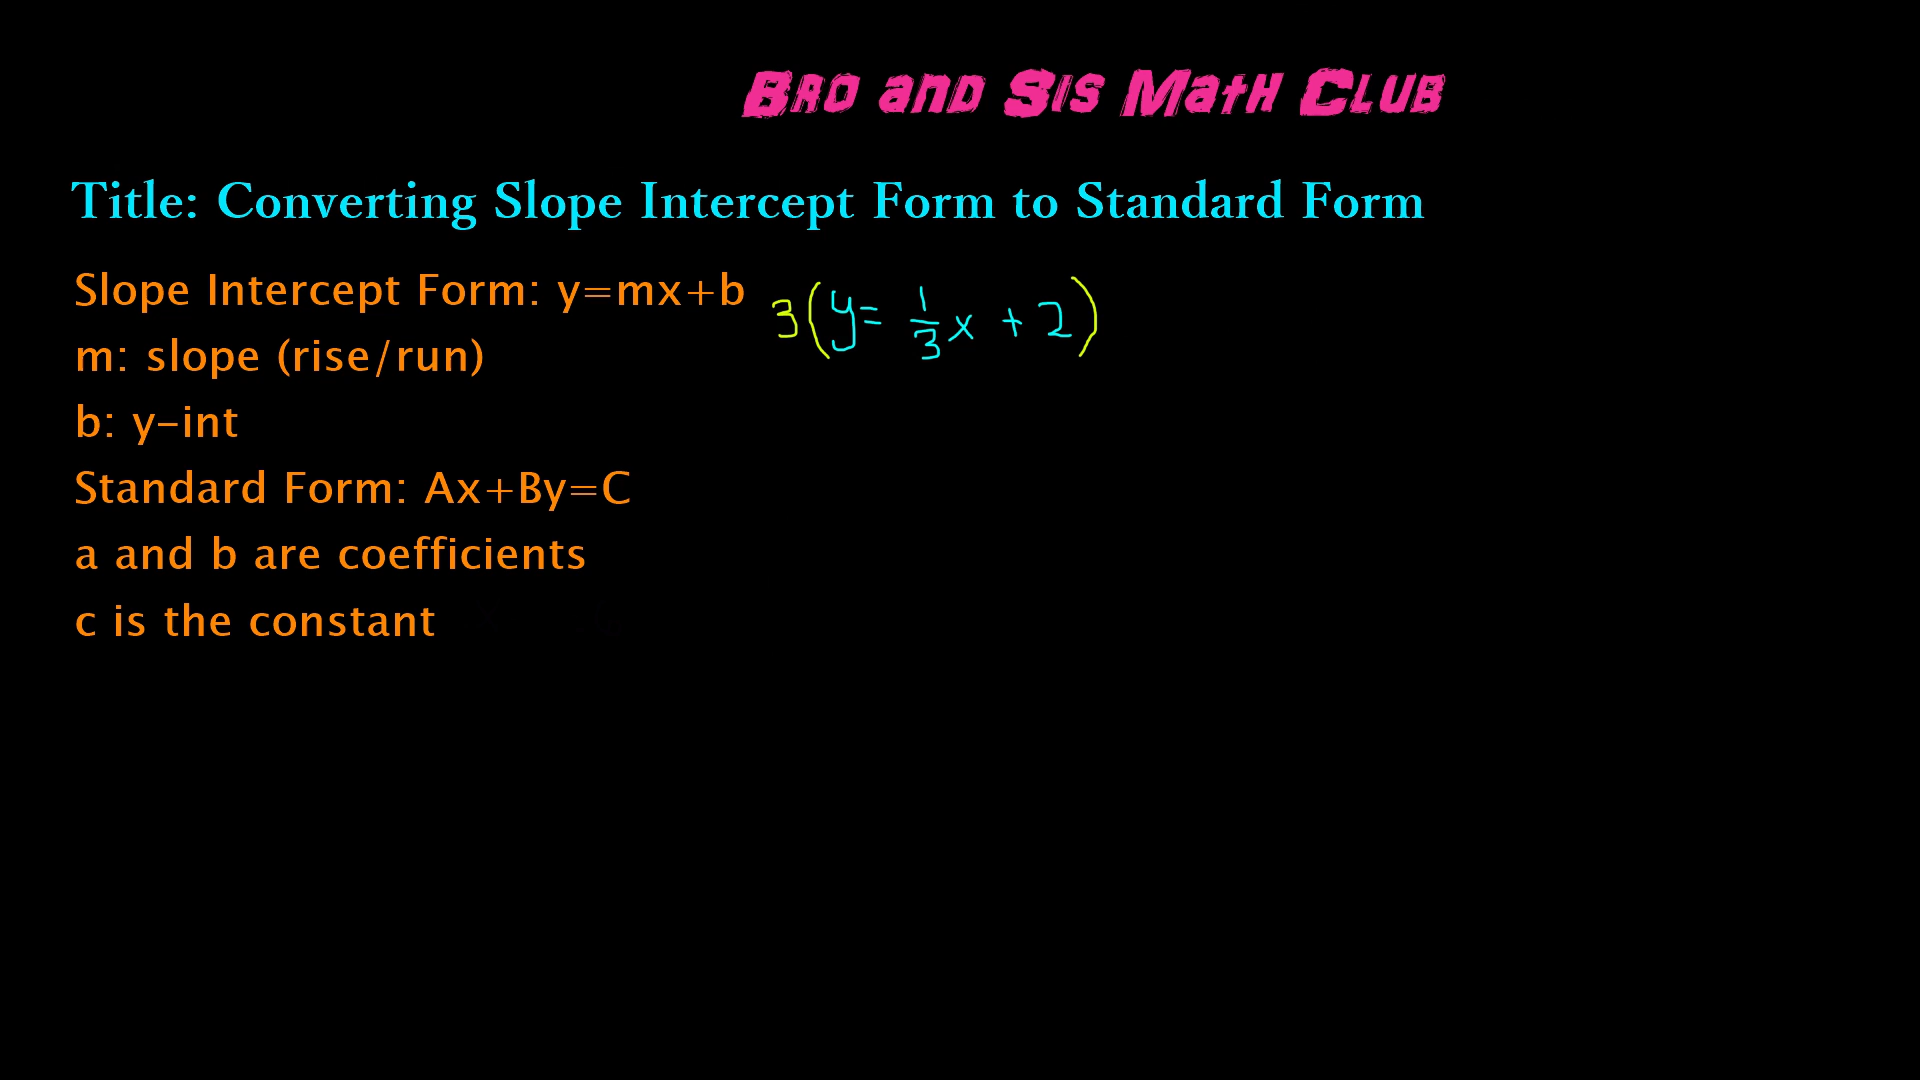 Bro and Sis Math Club
Title: Converting Slope Intercept Form to Standard Form
Slope Intercept Form: y=mx+b
3(y= 1/3 x + 2)
m: slope (rise/run)
b: y-int
Standard Form: Ax+By=C
a and b are coefficients
c is the constant